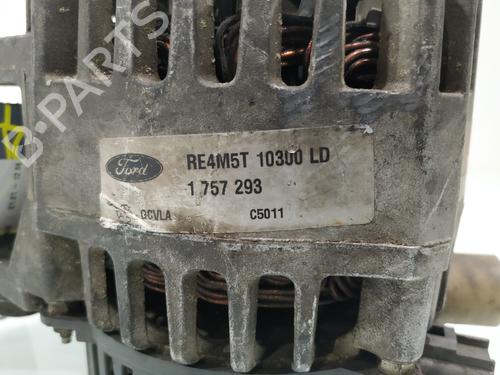 B-PARTS
Ford
RE4M5T 10300 LD
1 757 293
GCVLA C5011